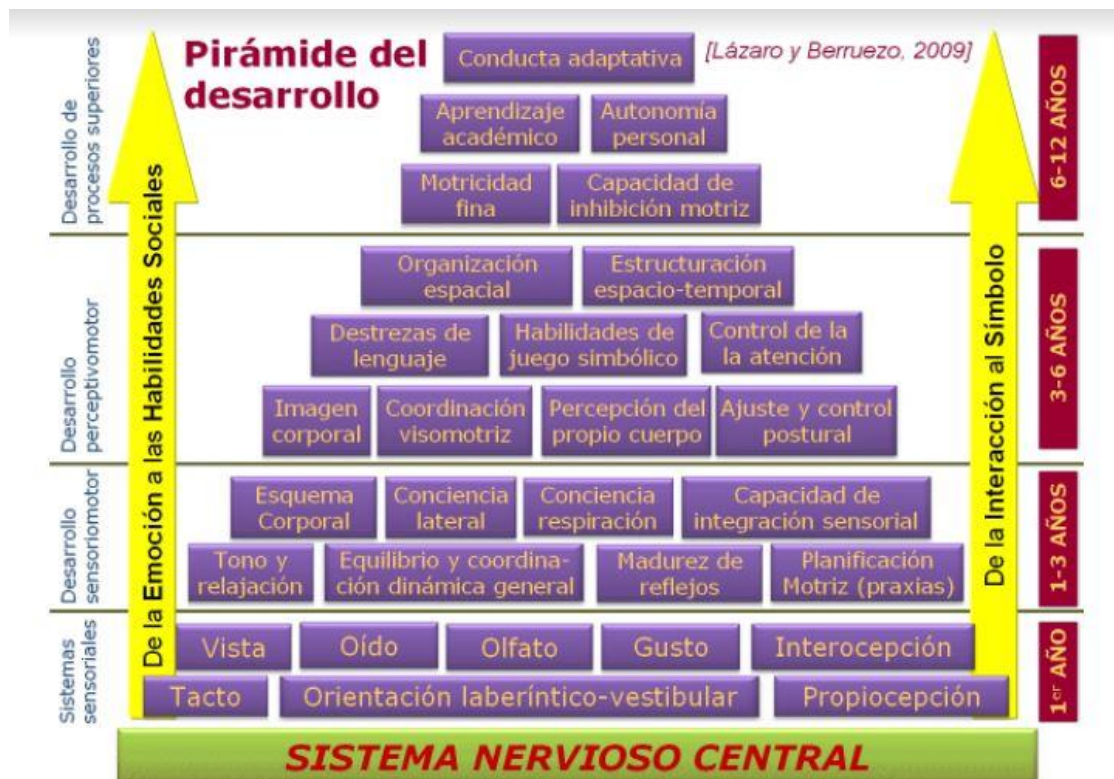 Pirámide del
desarrollo
[Lázaro y Berruezo, 2009]
Conducta adaptativa
Aprendizaje
académico
Autonomía
personal
Motricidad
fina
Capacidad de
inhibición motriz
Desarrollo de
procesos superiores
6-12 AÑOS
Organización
espacial
Estructuración
espacio-temporal
Destrezas de
lenguaje
Habilidades de
juego simbólico
Control de la
la atención
Imagen
corporal
Coordinación
visomotriz
Percepción del
propio cuerpo
Ajuste y control
postural
Desarrollo
perceptivomotor
3-6 AÑOS
Esquema
Corporal
Conciencia
lateral
Conciencia
respiración
Capacidad de
integración sensorial
Tono y
relajación
Equilibrio y coordina-
ción dinámica general
Madurez de
reflejos
Planificación
Motriz (praxias)
Desarrollo
sensoriomotor
1-3 AÑOS
Vista
Oído
Olfato
Gusto
Interocepción
Tacto
Orientación laberíntico-vestibular
Propiocepción
Sistemas
sensoriales
1er AÑO
De la Emoción a las Habilidades Sociales
De la Interacción al Símbolo
SISTEMA NERVIOSO CENTRAL